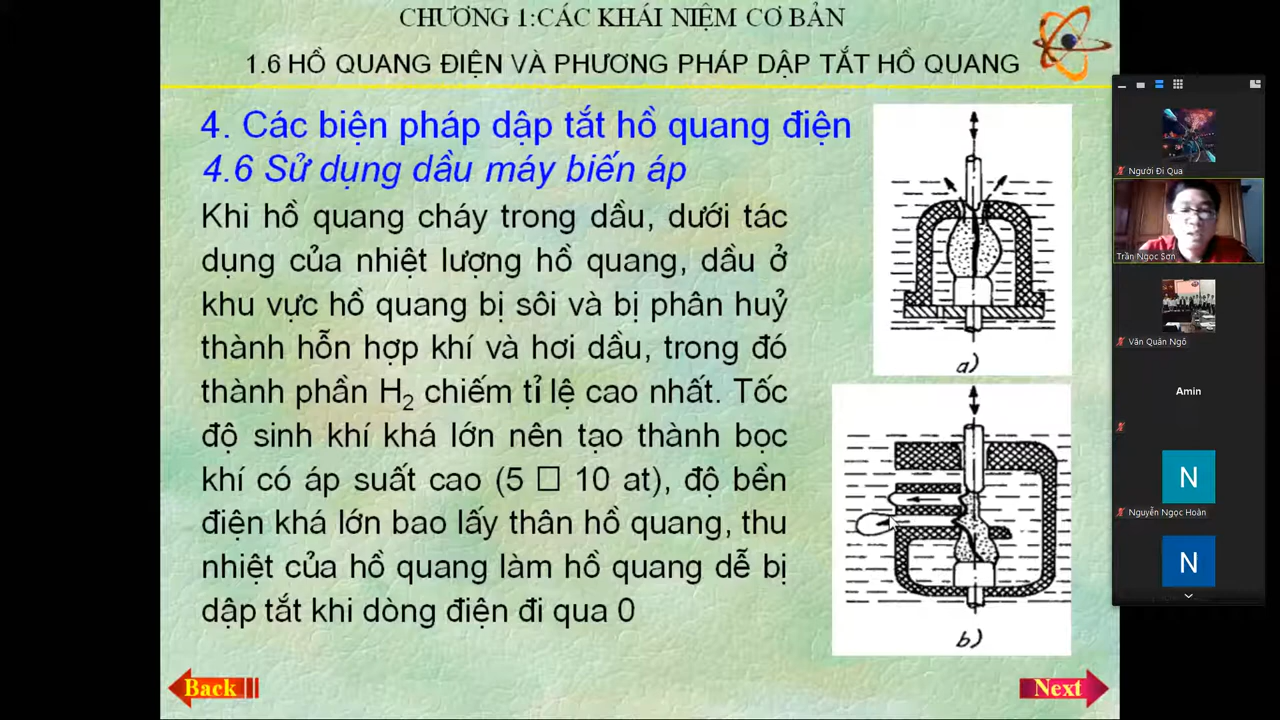 CHƯƠNG 1:CÁC KHÁI NIỆM CƠ BẢN
1.6 HỒ QUANG ĐIỆN VÀ PHƯƠNG PHÁP DẬP TẮT HỒ QUANG
4. Các biện pháp dập tắt hồ quang điện
4.6 Sử dụng dầu máy biến áp
Khi hồ quang cháy trong dầu, dưới tác
dụng của nhiệt lượng hồ quang, dầu ở
khu vực hồ quang bị sôi và bị phân huỷ
thành hỗn hợp khí và hơi dầu, trong đó
thành phần H₂ chiếm tỉ lệ cao nhất. Tốc
độ sinh khí khá lớn nên tạo thành bọc
khí có áp suất cao (5 □ 10 at), độ bền
điện khá lớn bao lấy thân hồ quang, thu
nhiệt của hồ quang làm hồ quang dễ bị
dập tắt khi dòng điện đi qua 0
a)
b)
Back
Next
Người Đi Qua
Trần Ngọc Sơn
Văn Quân Ngô
Amin
N
Nguyễn Ngọc Hoàn
N